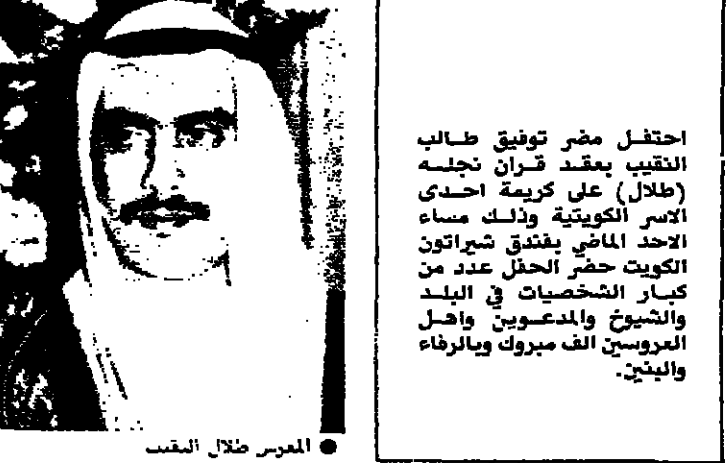 احتفل مضر توفيق طالب
النقيب بعقد قران نجله
(طلال) على كريمة احدى
الاسر الكويتية وذلك مساء
الاحد الماضي بفندق شيراتون
الكويت حضر الحفل عدد من
كبار الشخصيات في البلد
والشيوخ والمدعوين واهل
العروسين الف مبروك وبالرفاء
والبنين.
● المعرس طلال النقيب